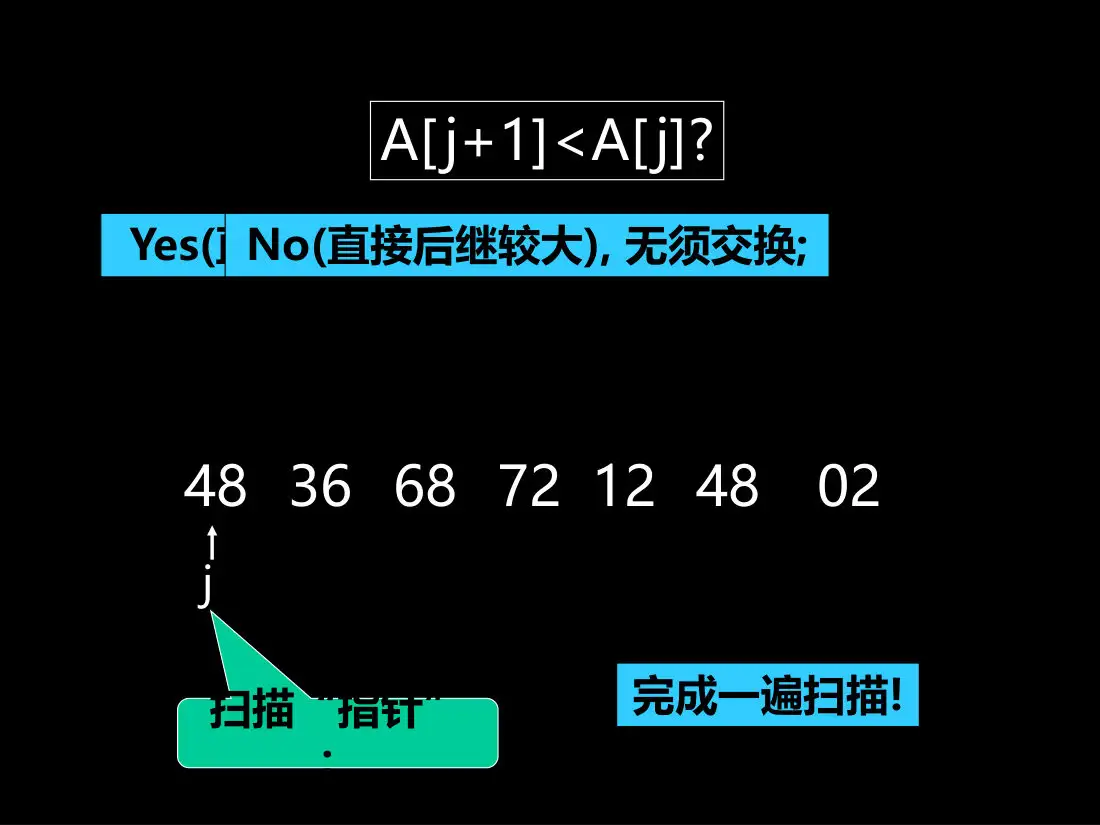 A[j+1]<A[j]?
Yes(
No(直接后继较大), 无须交换;
48 36 68 72 12 48 02
j
扫描 "指针"
.
完成一遍扫描!